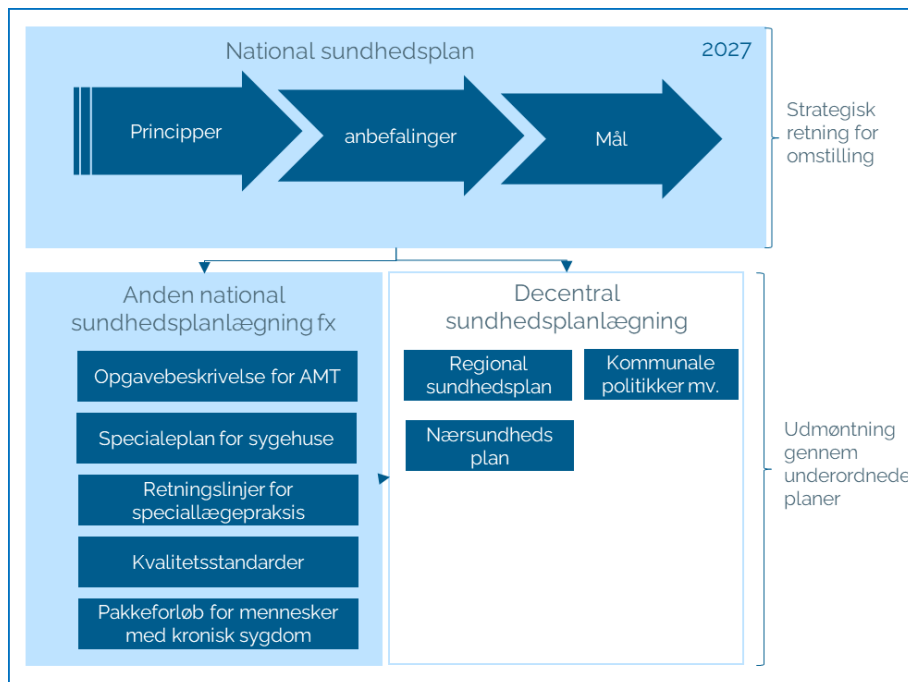 National sundhedsplan
2027
Principper
anbefalinger
Mål
Strategisk
retning for
omstilling
Anden national
sundhedsplanlægning fx
Opgavebeskrivelse for AMT
Specialeplan for sygehuse
Retningslinjer for
speciallægepraksis
Kvalitetsstandarder
Pakkeforløb for mennesker
med kronisk sygdom
Decentral
sundhedsplanlægning
Regional
sundhedsplan
Kommunale
politikker mv.
Nærsundheds
plan
Udmøntning
gennem
underordnede
planer